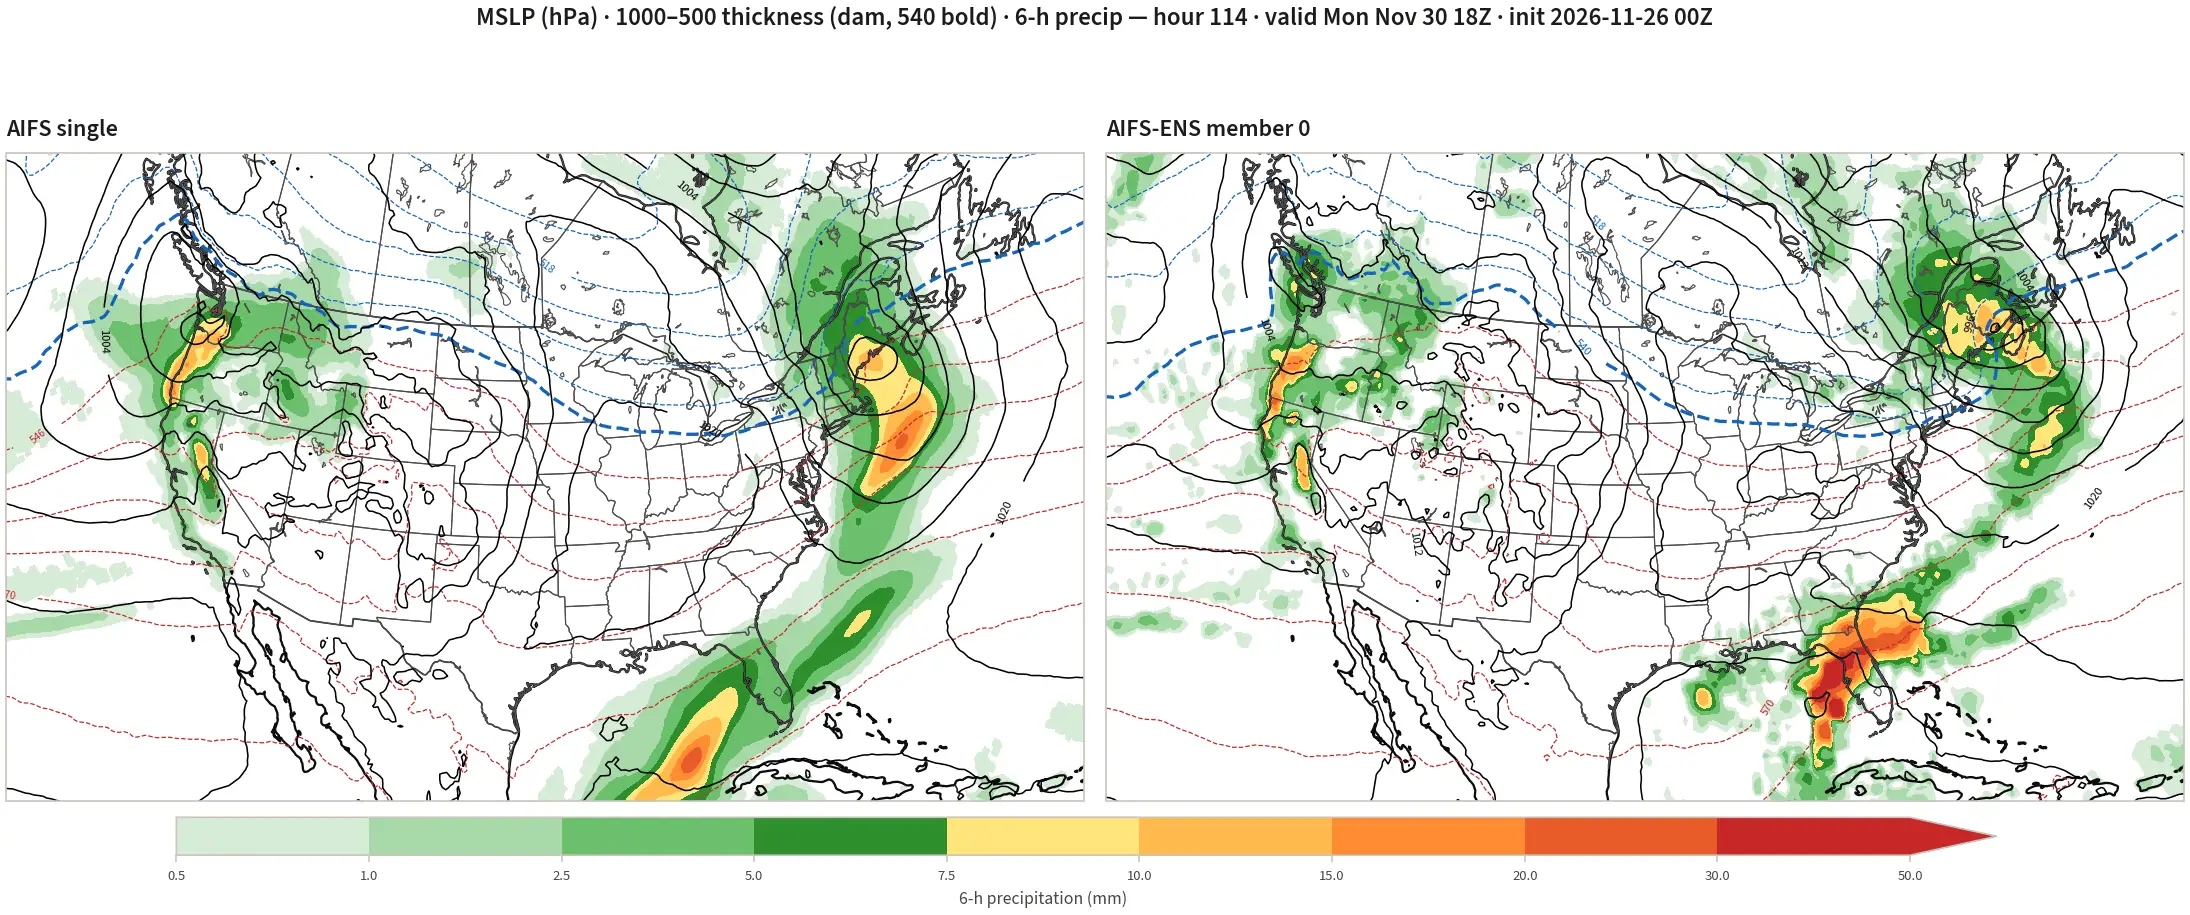 MSLP (hPa) · 1000–500 thickness (dam, 540 bold) · 6-h precip — hour 114 · valid Mon Nov 30 18Z · init 2026-11-26 00Z
AIFS single
AIFS-ENS member 0
1004
518
1004
546
1020
570
1004
518
1004
540
996
1020
1012
570
0.5 1.0 2.5 5.0 7.5 10.0 15.0 20.0 30.0 50.0
6-h precipitation (mm)